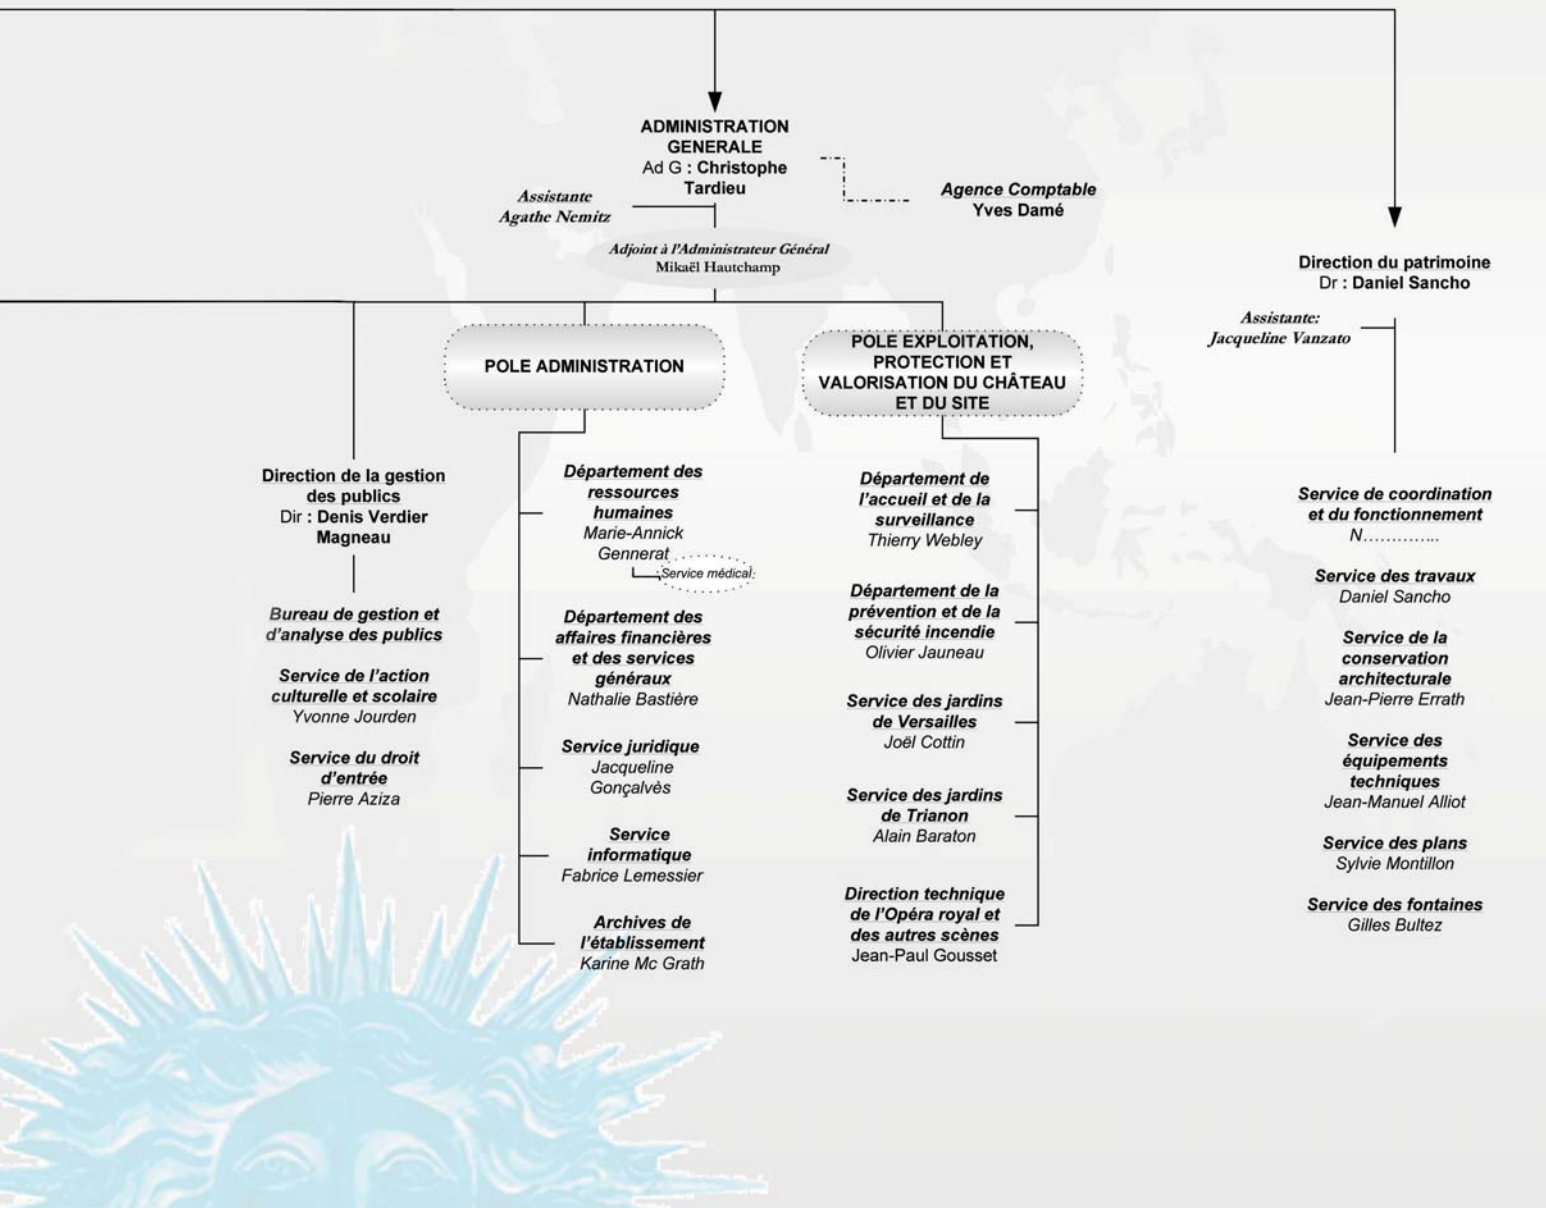 ADMINISTRATION
GENERALE
Ad G : Christophe
Tardieu
Assistante
Agathe Nemitz
Agence Comptable
Yves Damé
Adjoint à l'Administrateur Général
Mikaël Hautchamp
Direction du patrimoine
Dr : Daniel Sancho
Assistante:
Jacqueline Vanzato
POLE ADMINISTRATION
POLE EXPLOITATION,
PROTECTION ET
VALORISATION DU CHÂTEAU
ET DU SITE
Direction de la gestion
des publics
Dir : Denis Verdier
Magneau
Bureau de gestion et
d'analyse des publics
Service de l'action
culturelle et scolaire
Yvonne Jourden
Service du droit
d'entrée
Pierre Aziza
Département des
ressources
humaines
Marie-Annick
Gennerat
Service médical
Département des
affaires financières
et des services
généraux
Nathalie Bastière
Service juridique
Jacqueline
Gonçalvès
Service
informatique
Fabrice Lemessier
Archives de
l'établissement
Karine Mc Grath
Département de
l'accueil et de la
surveillance
Thierry Webley
Département de la
prévention et de la
sécurité incendie
Olivier Jauneau
Service des jardins
de Versailles
Joël Cottin
Service des jardins
de Trianon
Alain Baraton
Direction technique
de l'Opéra royal et
des autres scènes
Jean-Paul Gousset
Service de coordination
et du fonctionnement
N.............
Service des travaux
Daniel Sancho
Service de la
conservation
architecturale
Jean-Pierre Errath
Service des
équipements
techniques
Jean-Manuel Alliot
Service des plans
Sylvie Montillon
Service des fontaines
Gilles Bultez